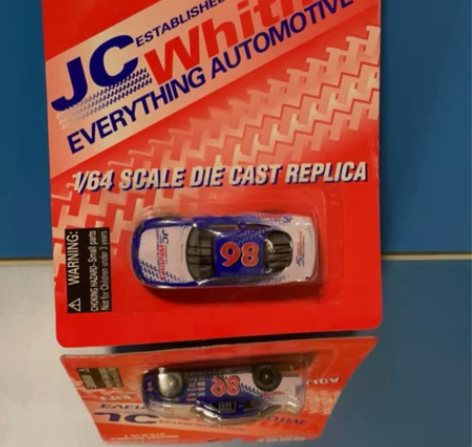 ESTABLISHED
JC Whitn
EVERYTHING AUTOMOTIVE
1/64 SCALE DIE CAST REPLICA
WARNING:
CHOKING HAZARD-Small parts
Not for Children under 3 years
98